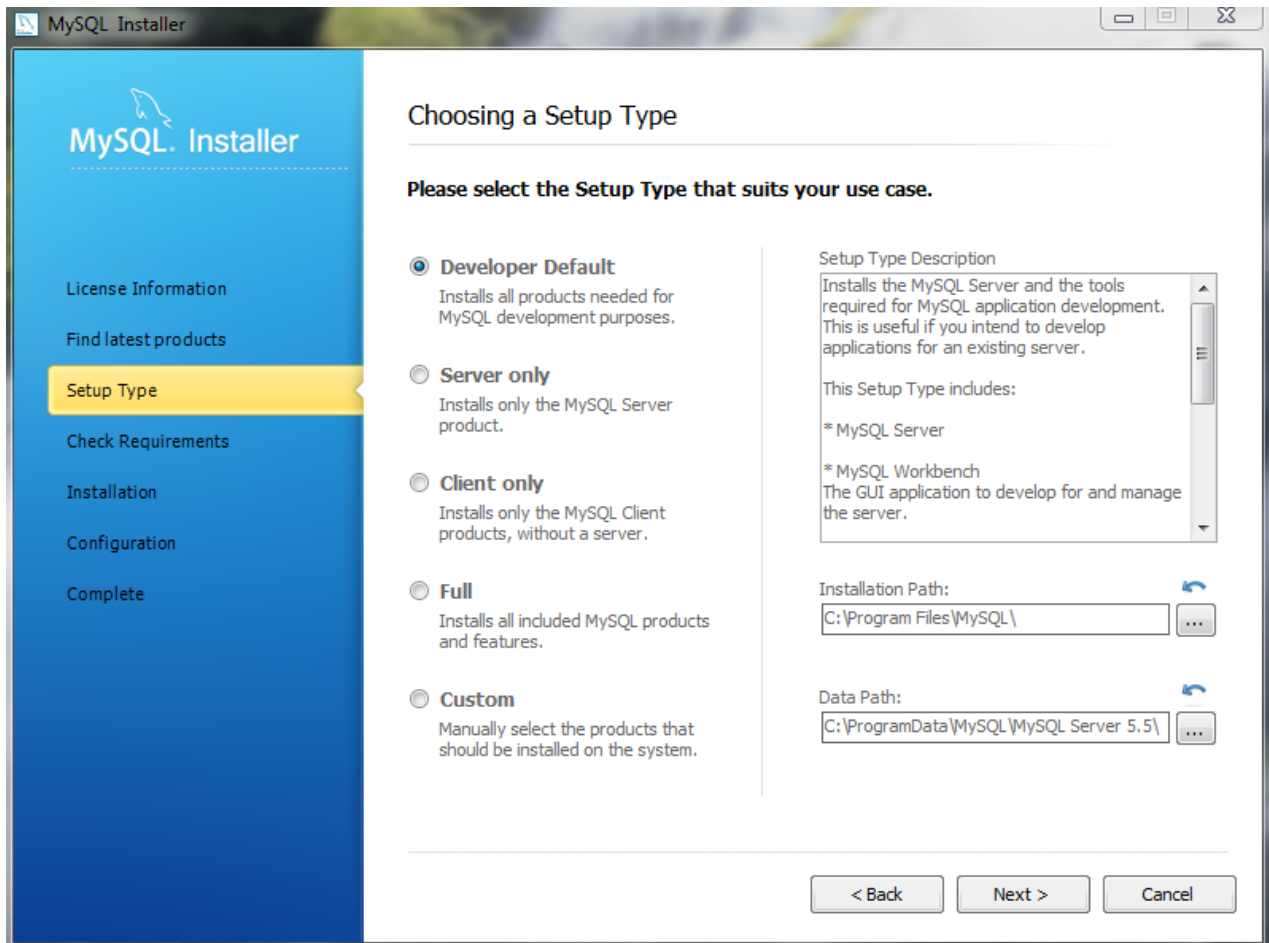 MySQL Installer
MySQL. Installer
License Information
Find latest products
Setup Type
Check Requirements
Installation
Configuration
Complete
Choosing a Setup Type
Please select the Setup Type that suits your use case.
Developer Default
Installs all products needed for
MySQL development purposes.
Server only
Installs only the MySQL Server
product.
Client only
Installs only the MySQL Client
products, without a server.
Full
Installs all included MySQL products
and features.
Custom
Manually select the products that
should be installed on the system.
Setup Type Description
Installs the MySQL Server and the tools
required for MySQL application development.
This is useful if you intend to develop
applications for an existing server.
This Setup Type includes:
* MySQL Server
* MySQL Workbench
The GUI application to develop for and manage
the server.
Installation Path:
C:\Program Files\MySQL\
...
Data Path:
C:\ProgramData\MySQL\MySQL Server 5.5\
...
< Back
Next >
Cancel